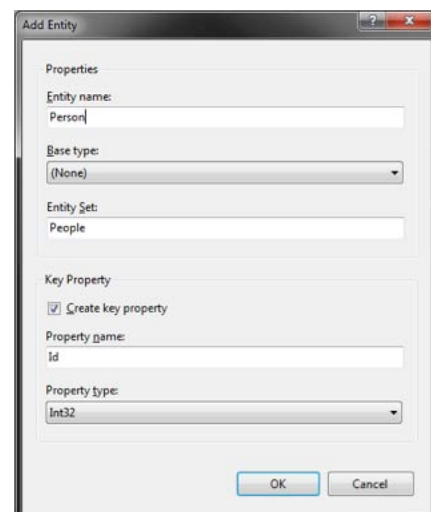 Add Entity
Properties
Entity name:
Person
Base type:
(None)
Entity Set:
People
Key Property
Create key property
Property name:
Id
Property type:
Int32
OK
Cancel